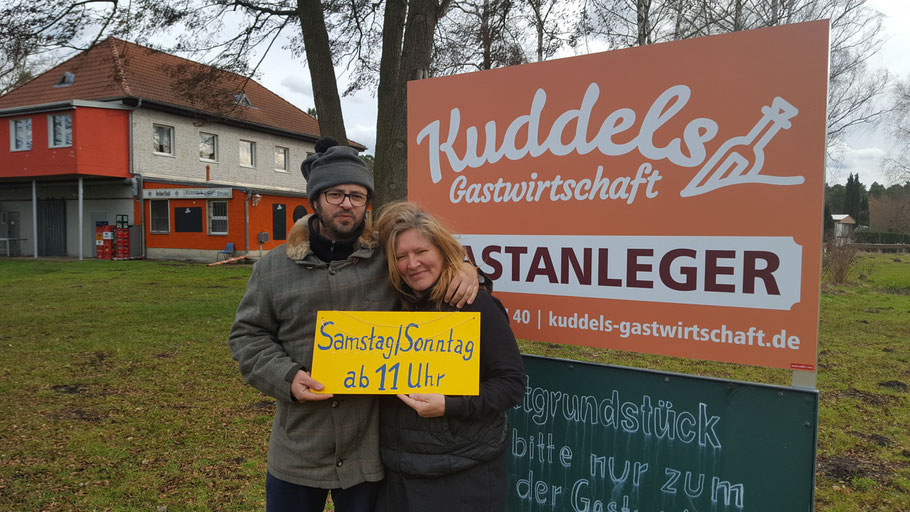 Kuddels
Gastwirtschaft
ASTANLEGER
40 | kuddels-gastwirtschaft.de
Samstag/Sonntag
ab 11 Uhr
tgrundstück
bitte nur zum
der Gast